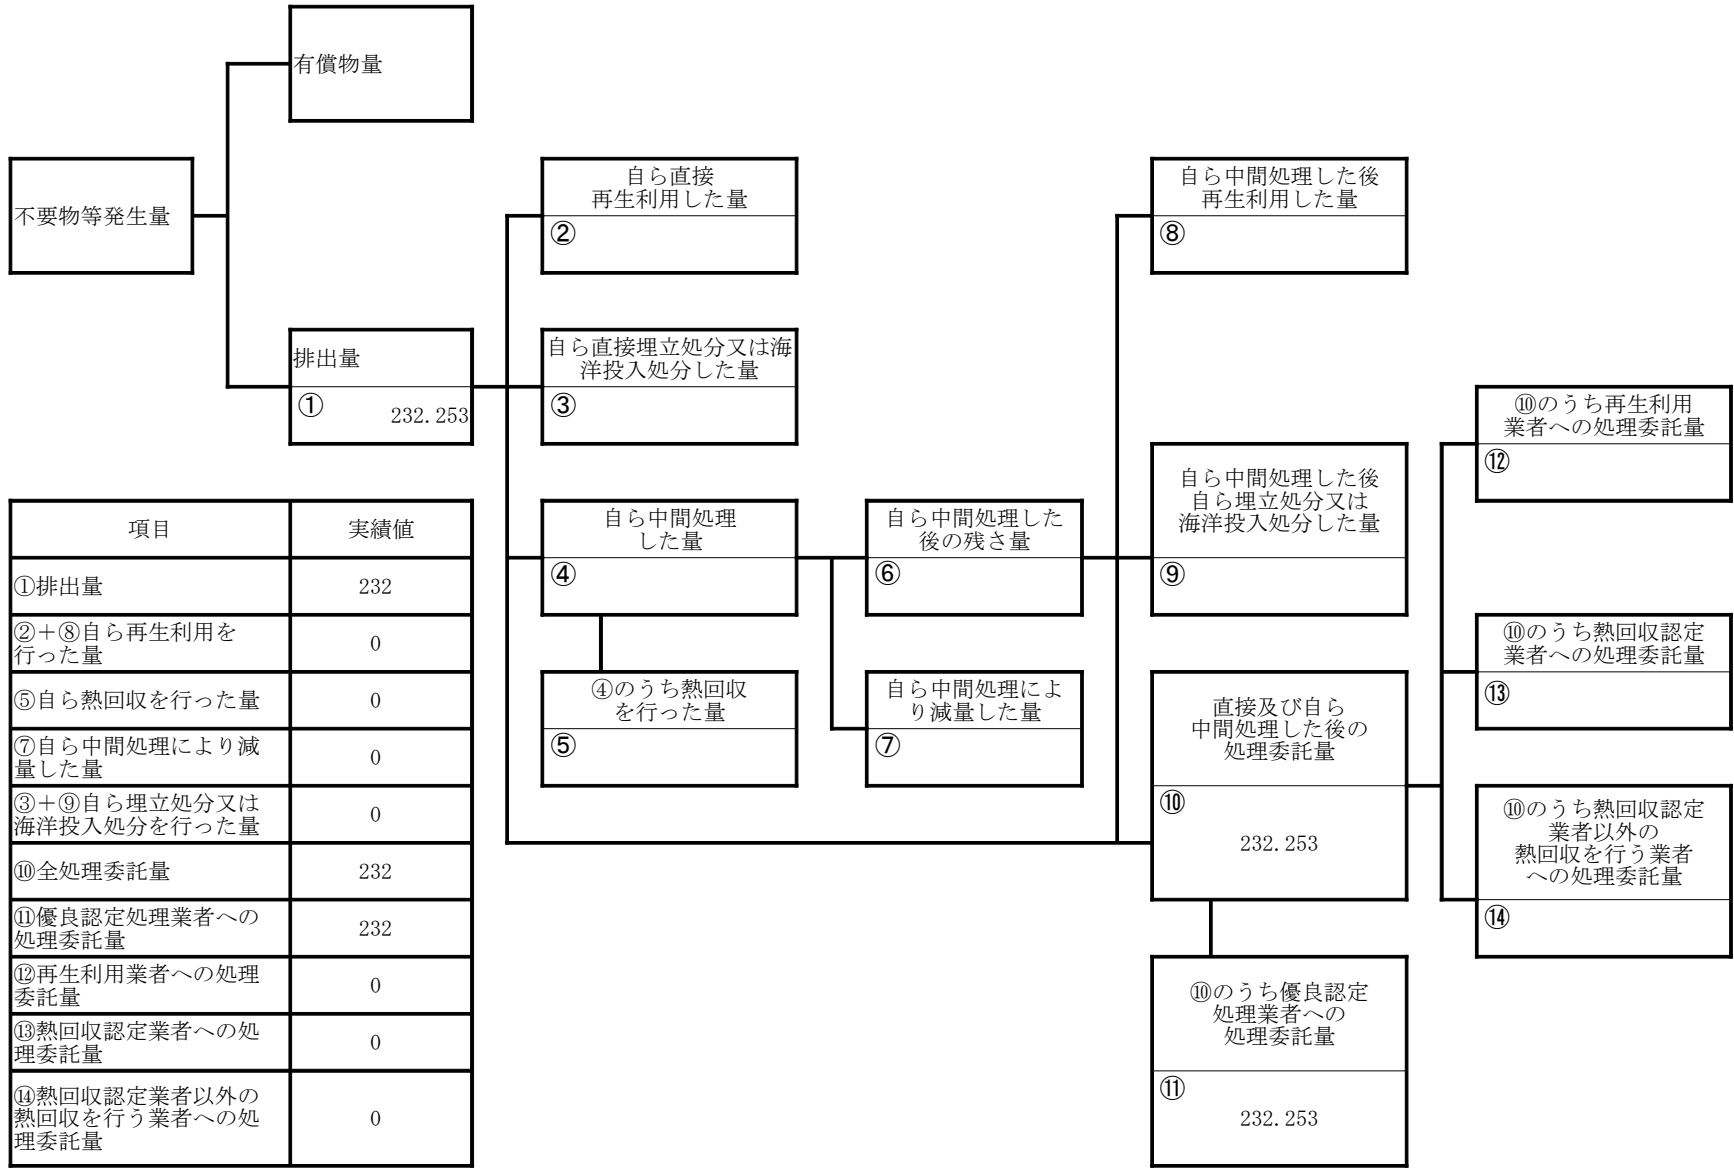 有償物量
不要物等発生量
排出量
①
232.253
自ら直接
再生利用した量
②
自ら直接埋立処分又は海
洋投入処分した量
③
自ら中間処理
した量
④
④のうち熱回収
を行った量
⑤
自ら中間処理した
後の残さ量
⑥
自ら中間処理によ
り減量した量
⑦
自ら中間処理した後
再生利用した量
⑧
自ら中間処理した後
自ら埋立処分又は
海洋投入処分した量
⑨
直接及び自ら
中間処理した後の
処理委託量
⑩
232.253
⑩のうち優良認定
処理業者への
処理委託量
⑪
232.253
⑩のうち再生利用
業者への処理委託量
⑫
⑩のうち熱回収認定
業者への処理委託量
⑬
⑩のうち熱回収認定
業者以外の
熱回収を行う業者
への処理委託量
⑭
項目 実績値
①排出量 232
②+⑧自ら再生利用を
行った量 0
⑤自ら熱回収を行った量 0
⑦自ら中間処理により減
量した量 0
③+⑨自ら埋立処分又は
海洋投入処分を行った量 0
⑩全処理委託量 232
⑪優良認定処理業者への
処理委託量 232
⑫再生利用業者への処理
委託量 0
⑬熱回収認定業者への処
理委託量 0
⑭熱回収認定業者以外の
熱回収を行う業者への処
理委託量 0